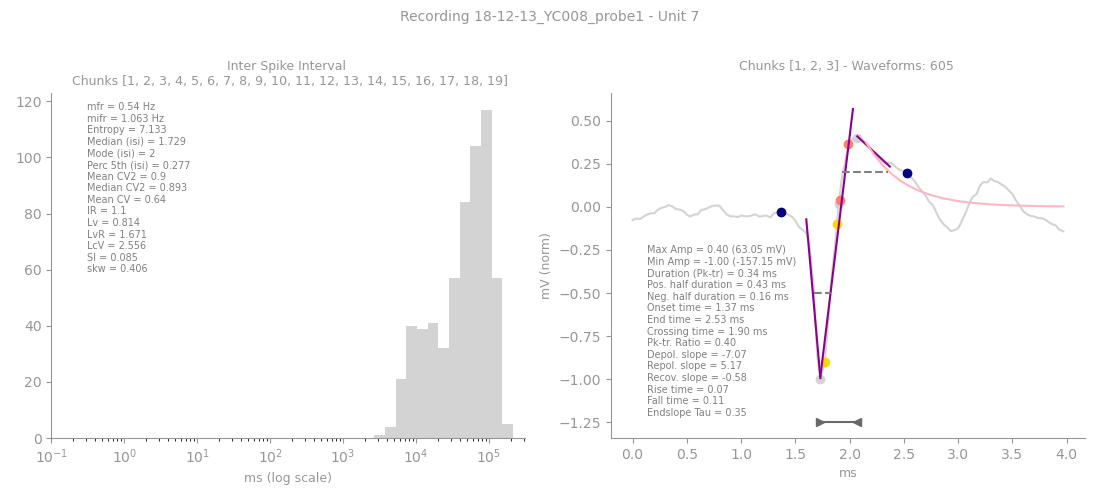 Recording 18-12-13_YC008_probe1 - Unit 7
Inter Spike Interval
Chunks [1, 2, 3, 4, 5, 6, 7, 8, 9, 10, 11, 12, 13, 14, 15, 16, 17, 18, 19]
120
100
80
60
40
20
0
mfr = 0.54 Hz
mifr = 1.063 Hz
Entropy = 7.133
Median (isi) = 1.729
Mode (isi) = 2
Perc 5th (isi) = 0.277
Mean CV2 = 0.9
Median CV2 = 0.893
Mean CV = 0.64
IR = 1.1
Lv = 0.814
LvR = 1.671
LcV = 2.556
SI = 0.085
skw = 0.406
10⁻¹ 10⁰ 10¹ 10² 10³ 10⁴ 10⁵
ms (log scale)
Chunks [1, 2, 3] - Waveforms: 605
mV (norm)
0.50
0.25
0.00
−0.25
−0.50
−0.75
−1.00
−1.25
Max Amp = 0.40 (63.05 mV)
Min Amp = -1.00 (-157.15 mV)
Duration (Pk-tr) = 0.34 ms
Pos. half duration = 0.43 ms
Neg. half duration = 0.16 ms
Onset time = 1.37 ms
End time = 2.53 ms
Crossing time = 1.90 ms
Pk-tr. Ratio = 0.40
Depol. slope = -7.07
Repol. slope = 5.17
Recov. slope = -0.58
Rise time = 0.07
Fall time = 0.11
Endslope Tau = 0.35
0.0 0.5 1.0 1.5 2.0 2.5 3.0 3.5 4.0
ms